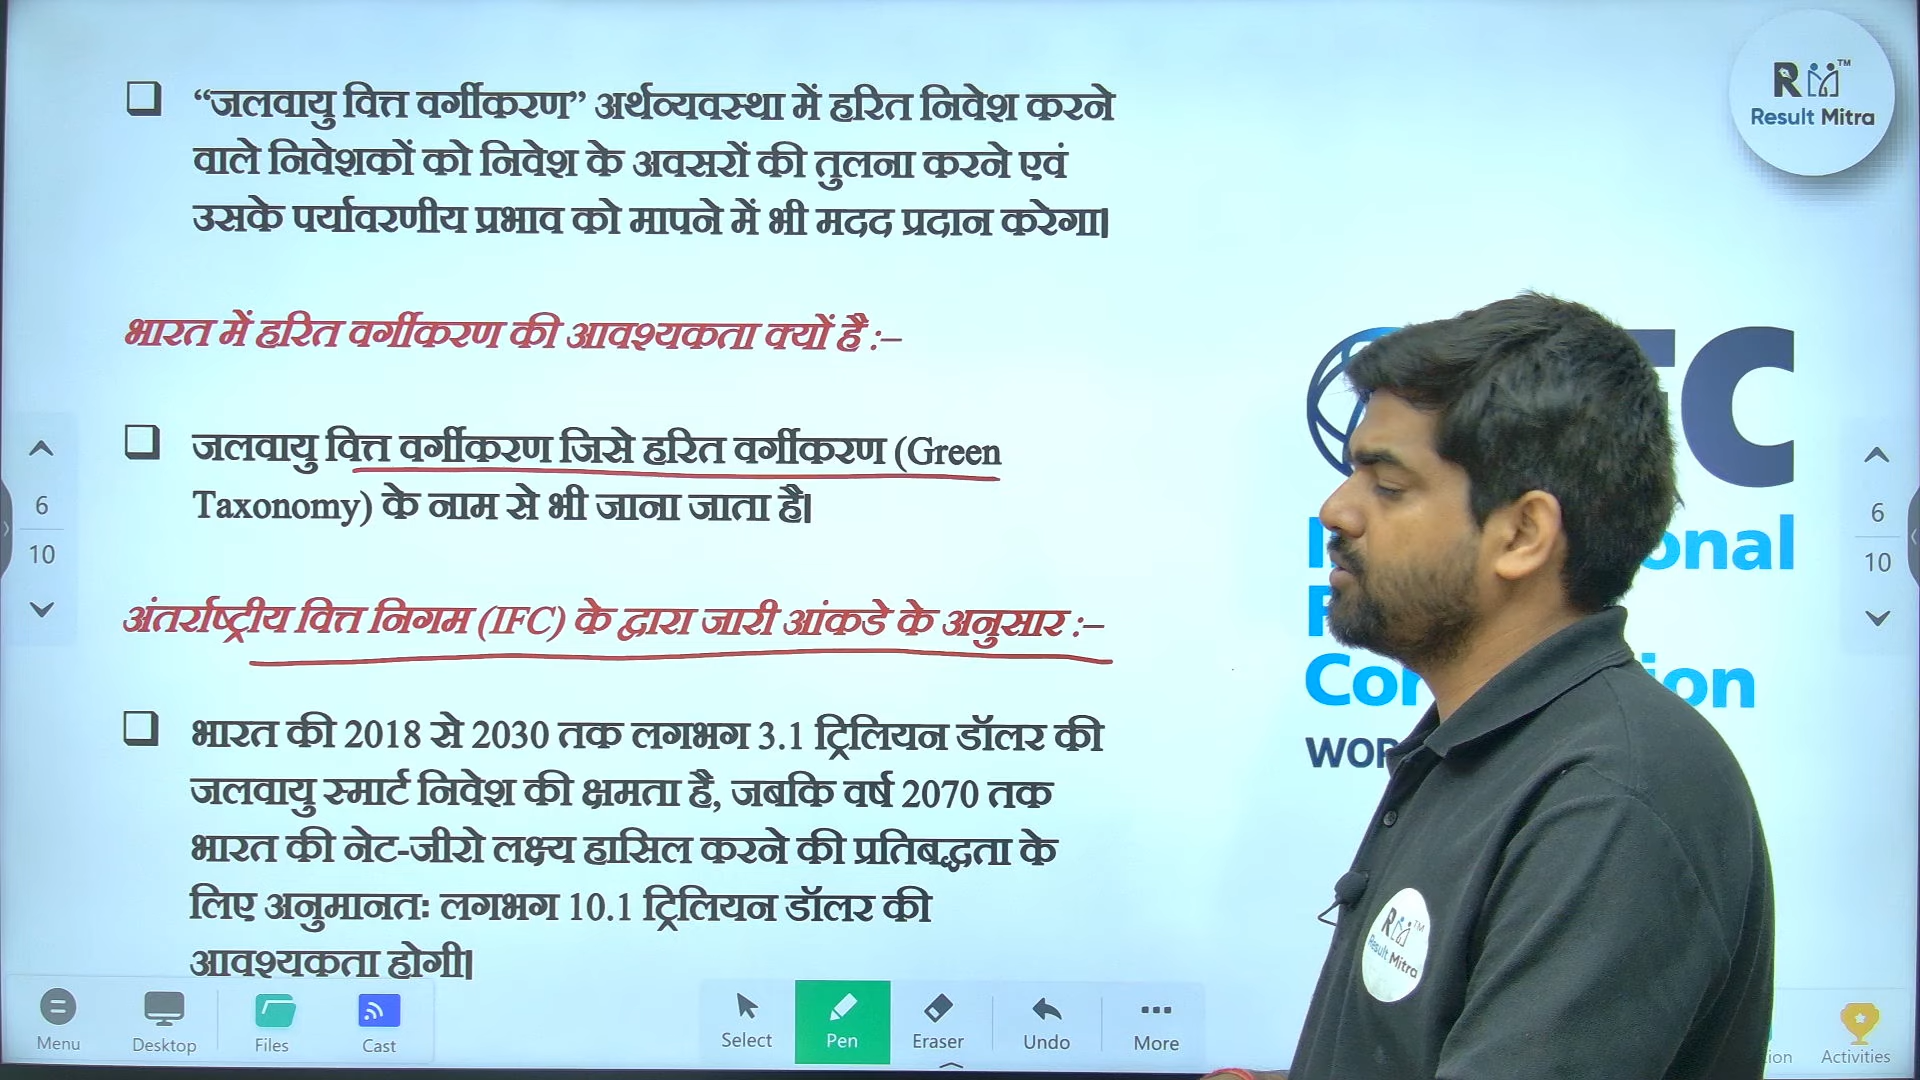 “जलवायु वित्त वर्गीकरण” अर्थव्यवस्था में हरित निवेश करने
वाले निवेशकों को निवेश के अवसरों की तुलना करने एवं
उसके पर्यावरणीय प्रभाव को मापने में भी मदद प्रदान करेगा।
भारत में हरित वर्गीकरण की आवश्यकता क्यों है :–
जलवायु वित्त वर्गीकरण जिसे हरित वर्गीकरण (Green
Taxonomy) के नाम से भी जाना जाता है।
अंतर्राष्ट्रीय वित्त निगम (IFC) के द्वारा जारी आंकडे के अनुसार :–
भारत की 2018 से 2030 तक लगभग 3.1 ट्रिलियन डॉलर की
जलवायु स्मार्ट निवेश की क्षमता है, जबकि वर्ष 2070 तक
भारत की नेट-जीरो लक्ष्य हासिल करने की प्रतिबद्धता के
लिए अनुमानतः लगभग 10.1 ट्रिलियन डॉलर की
आवश्यकता होगी।
RM™
Result Mitra
6
10
6
10
RM™
Result Mitra
Menu
Desktop
Files
Cast
Select
Pen
Eraser
Undo
More
Activities